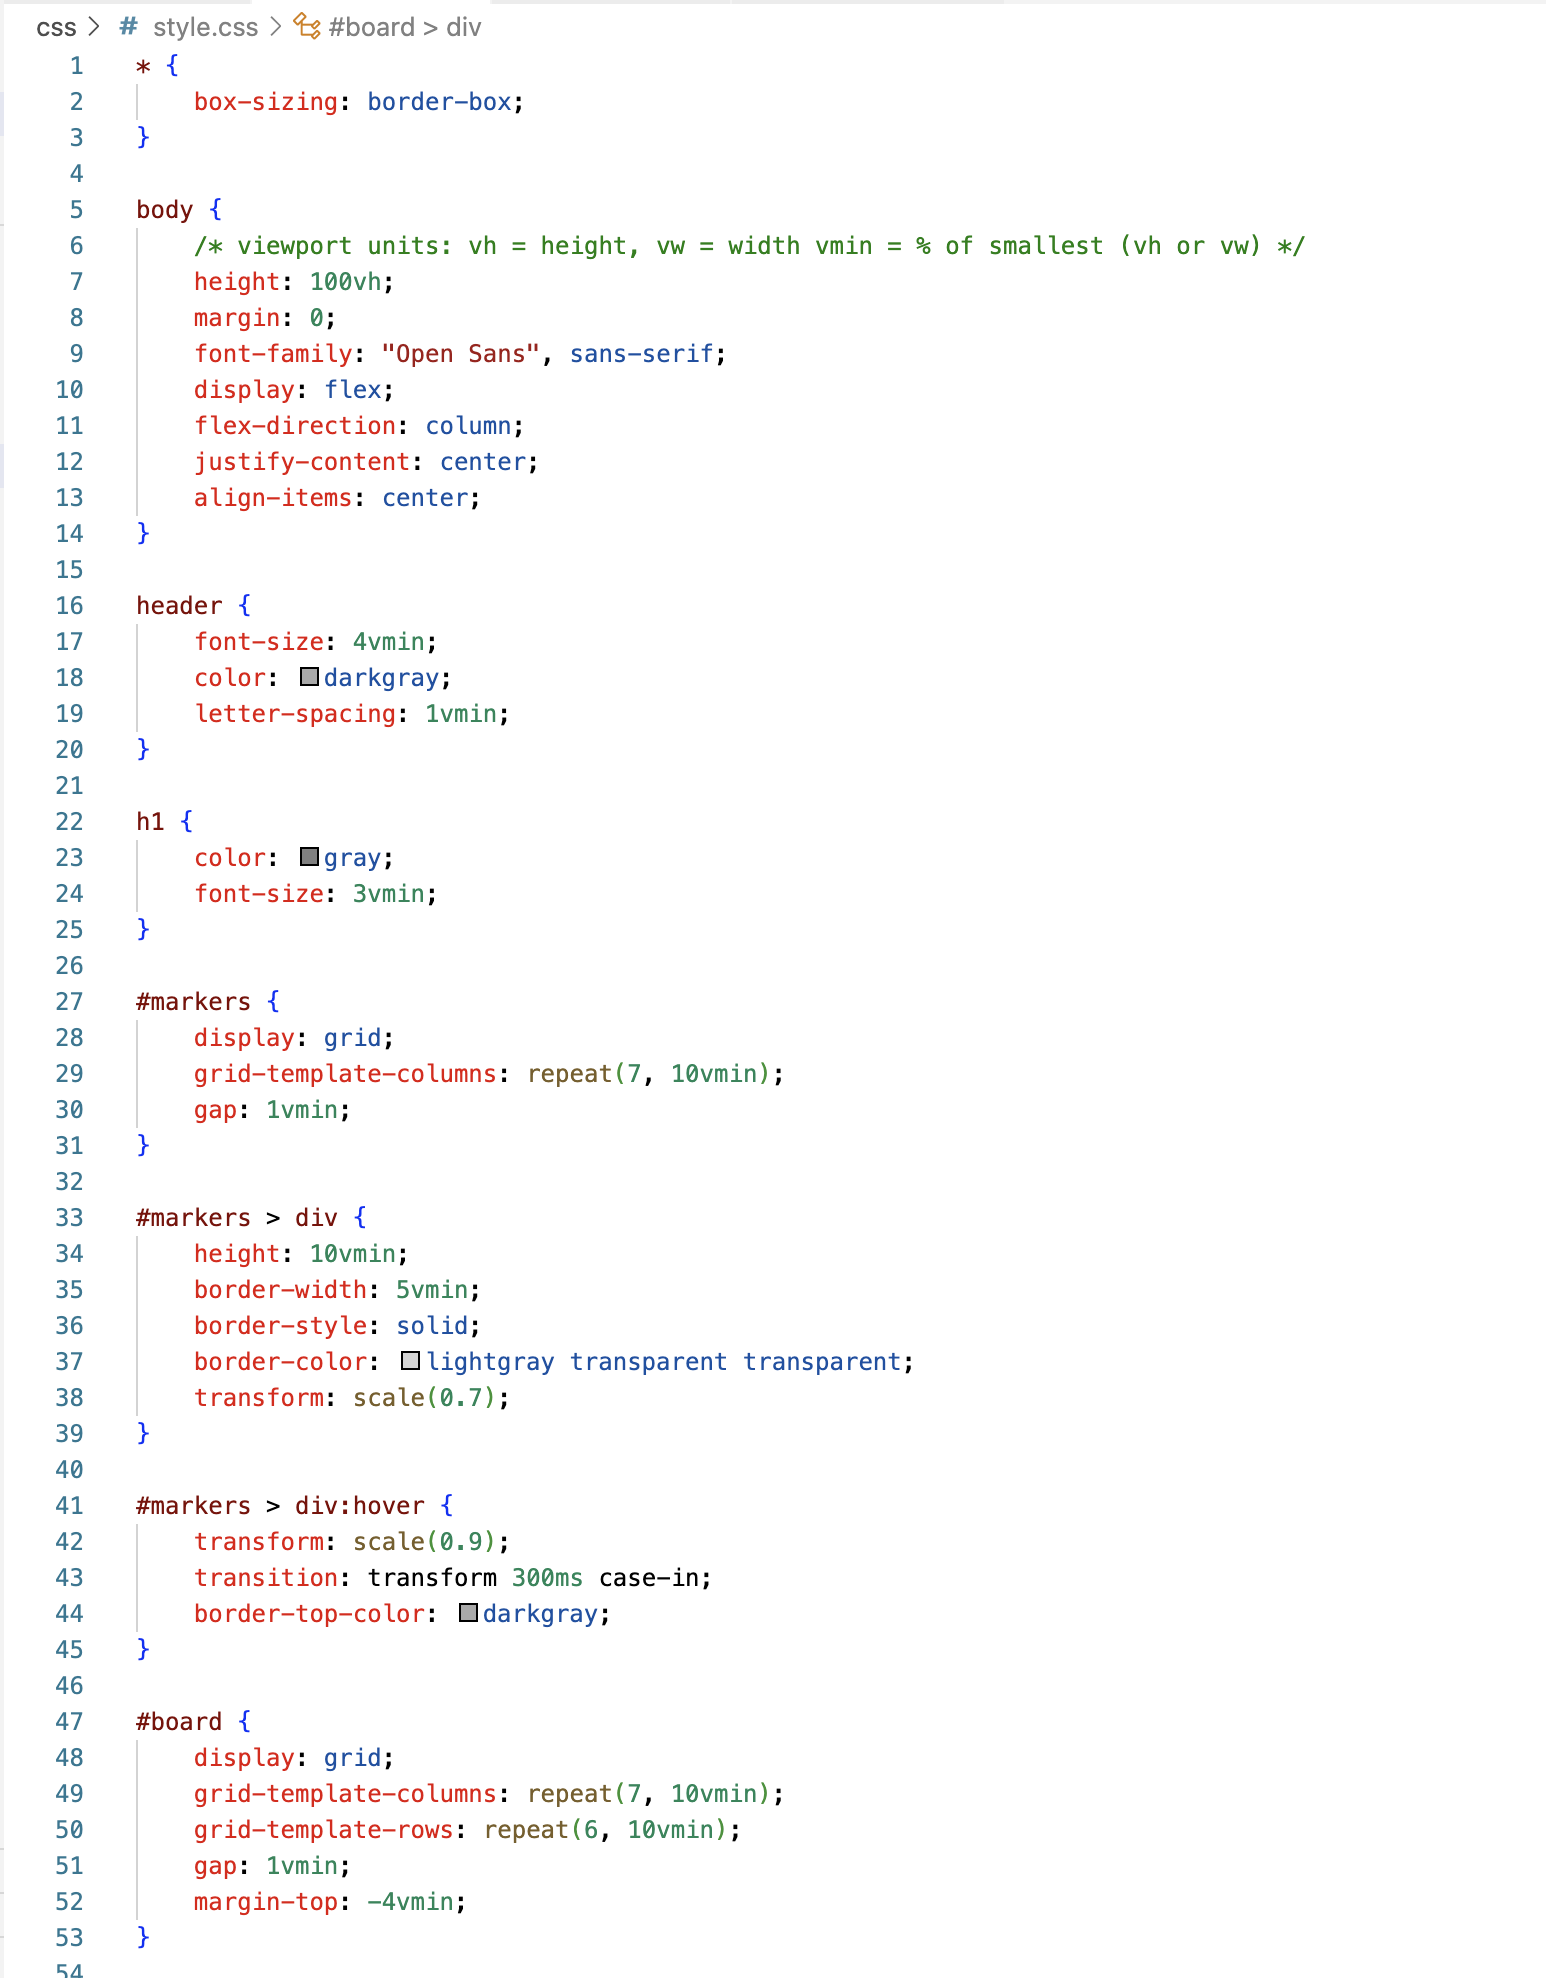 css > # style.css > #board > div
1 * {
2     box-sizing: border-box;
3 }
4
5 body {
6     /* viewport units: vh = height, vw = width vmin = % of smallest (vh or vw) */
7     height: 100vh;
8     margin: 0;
9     font-family: "Open Sans", sans-serif;
10     display: flex;
11     flex-direction: column;
12     justify-content: center;
13     align-items: center;
14 }
15
16 header {
17     font-size: 4vmin;
18     color: darkgray;
19     letter-spacing: 1vmin;
20 }
21
22 h1 {
23     color: gray;
24     font-size: 3vmin;
25 }
26
27 #markers {
28     display: grid;
29     grid-template-columns: repeat(7, 10vmin);
30     gap: 1vmin;
31 }
32
33 #markers > div {
34     height: 10vmin;
35     border-width: 5vmin;
36     border-style: solid;
37     border-color: lightgray transparent transparent;
38     transform: scale(0.7);
39 }
40
41 #markers > div:hover {
42     transform: scale(0.9);
43     transition: transform 300ms case-in;
44     border-top-color: darkgray;
45 }
46
47 #board {
48     display: grid;
49     grid-template-columns: repeat(7, 10vmin);
50     grid-template-rows: repeat(6, 10vmin);
51     gap: 1vmin;
52     margin-top: -4vmin;
53 }
54